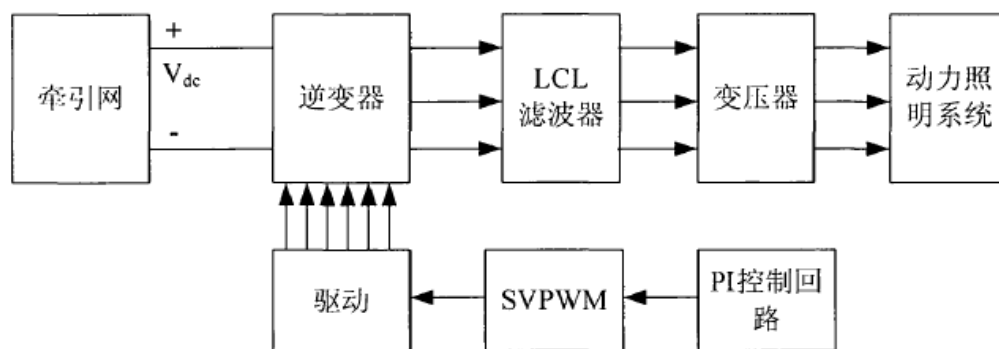 +
牵引网
V_dc
-
逆变器
LCL
滤波器
变压器
动力照
明系统
驱动
SVPWM
PI控制回
路